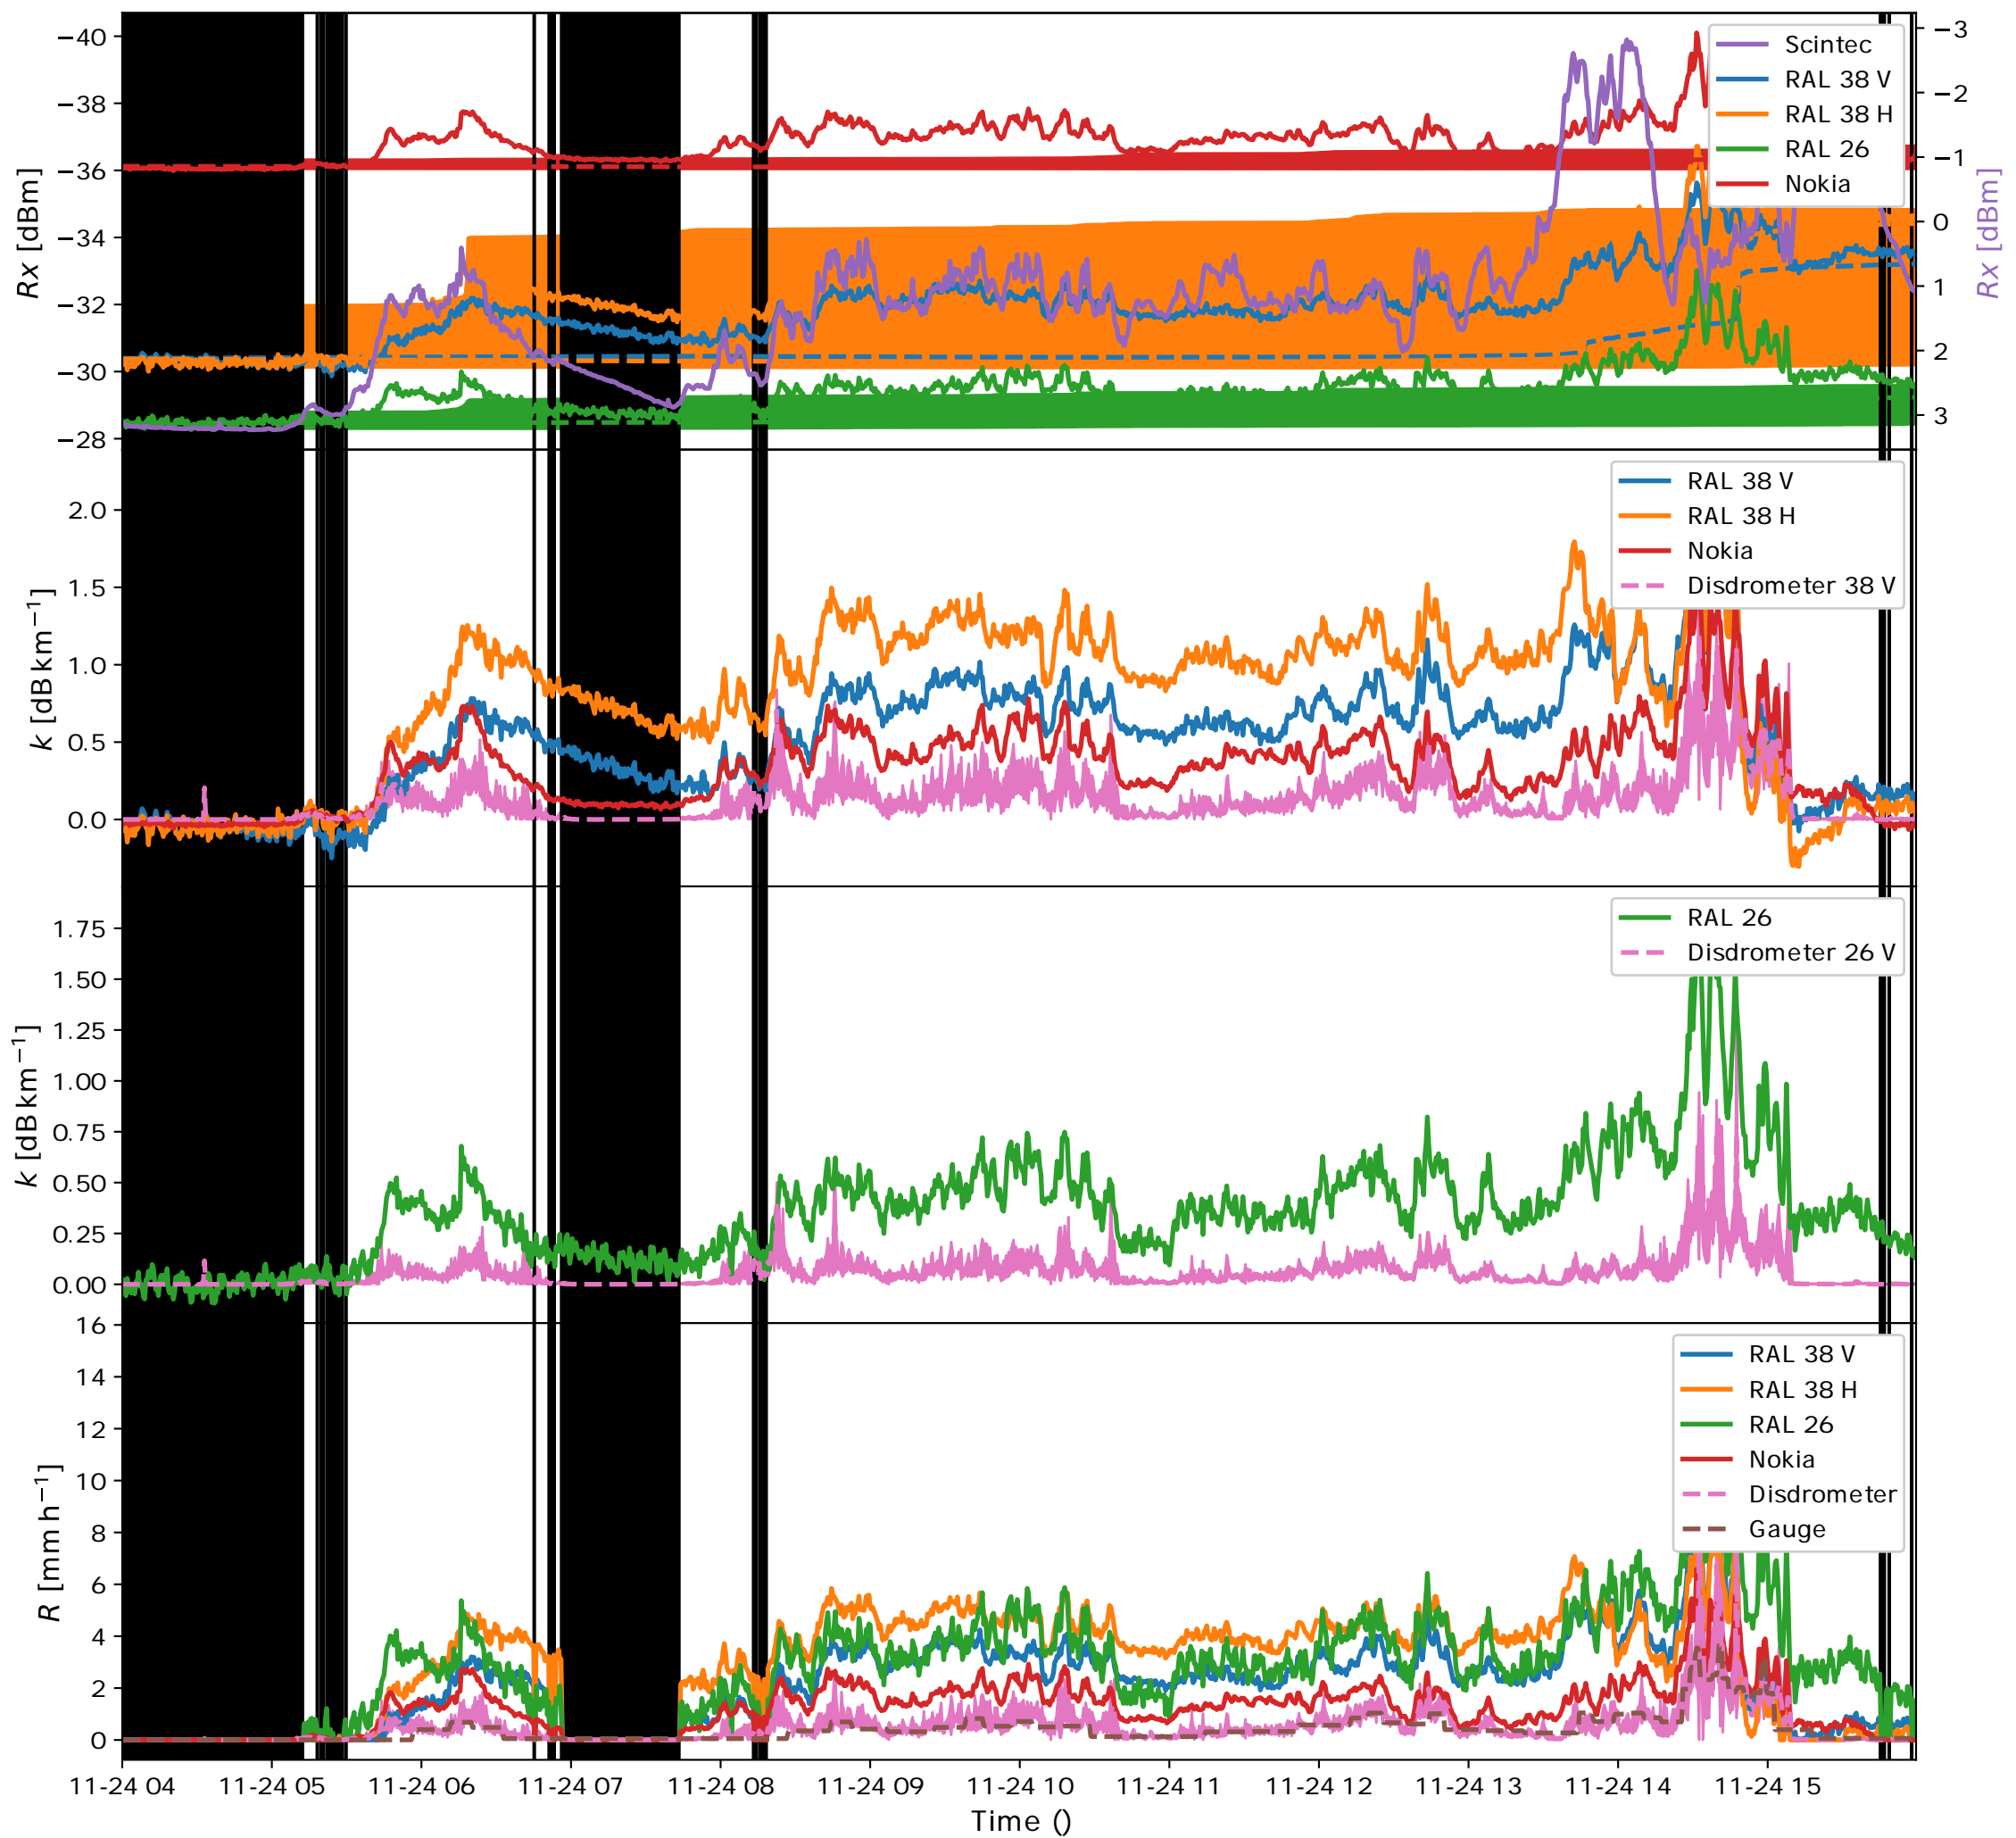 −40
−38
−36
−34
−32
−30
−28
Rx [dBm]
−3
−2
−1
0
1
2
3
Rx [dBm]
Scintec
RAL 38 V
RAL 38 H
RAL 26
Nokia
2.0
1.5
1.0
0.5
0.0
k [dB km−1]
RAL 38 V
RAL 38 H
Nokia
Disdrometer 38 V
1.75
1.50
1.25
1.00
0.75
0.50
0.25
0.00
k [dB km−1]
RAL 26
Disdrometer 26 V
16
14
12
10
8
6
4
2
0
R [mm h−1]
RAL 38 V
RAL 38 H
RAL 26
Nokia
Disdrometer
Gauge
11-24 04 11-24 05 11-24 06 11-24 07 11-24 08 11-24 09 11-24 10 11-24 11 11-24 12 11-24 13 11-24 14 11-24 15
Time ()